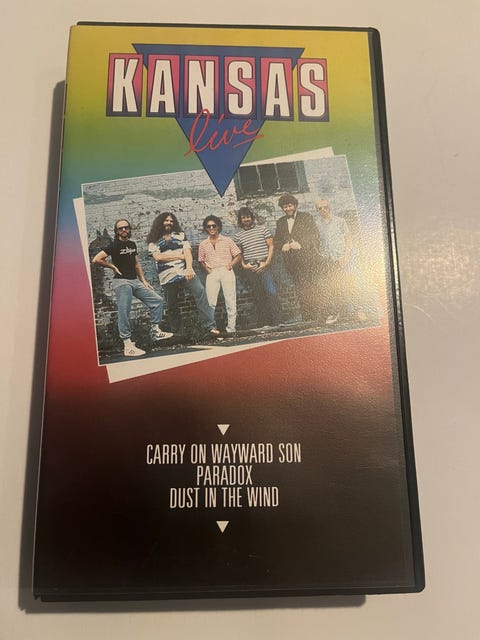 KANSAS
live
CARRY ON WAYWARD SON
PARADOX
DUST IN THE WIND